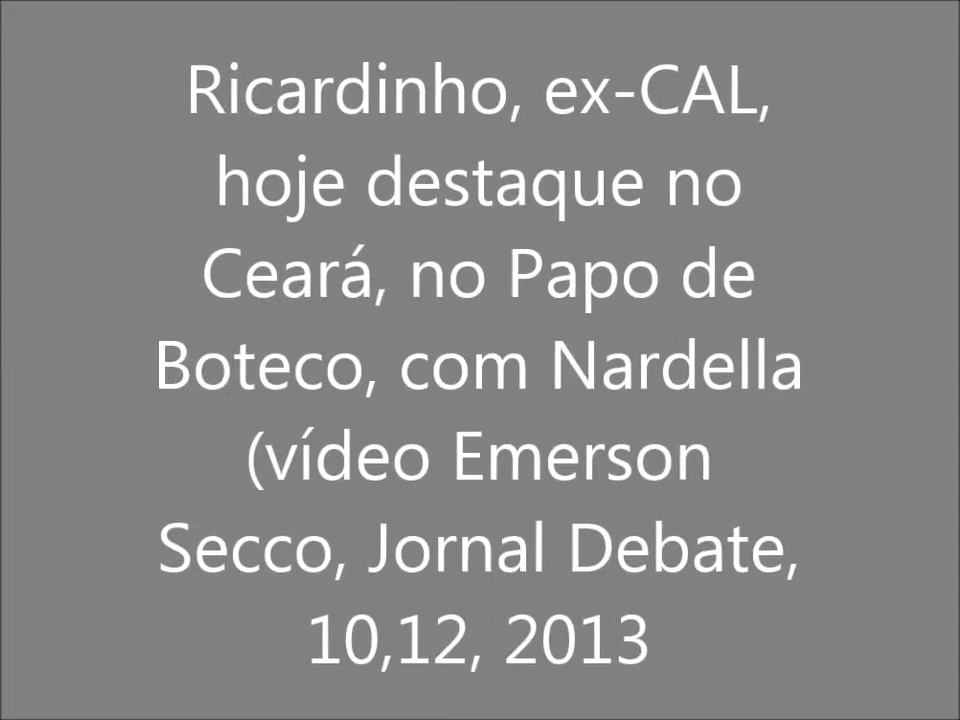 Ricardinho, ex-CAL,
hoje destaque no
Ceará, no Papo de
Boteco, com Nardella
(vídeo Emerson
Secco, Jornal Debate,
10,12, 2013